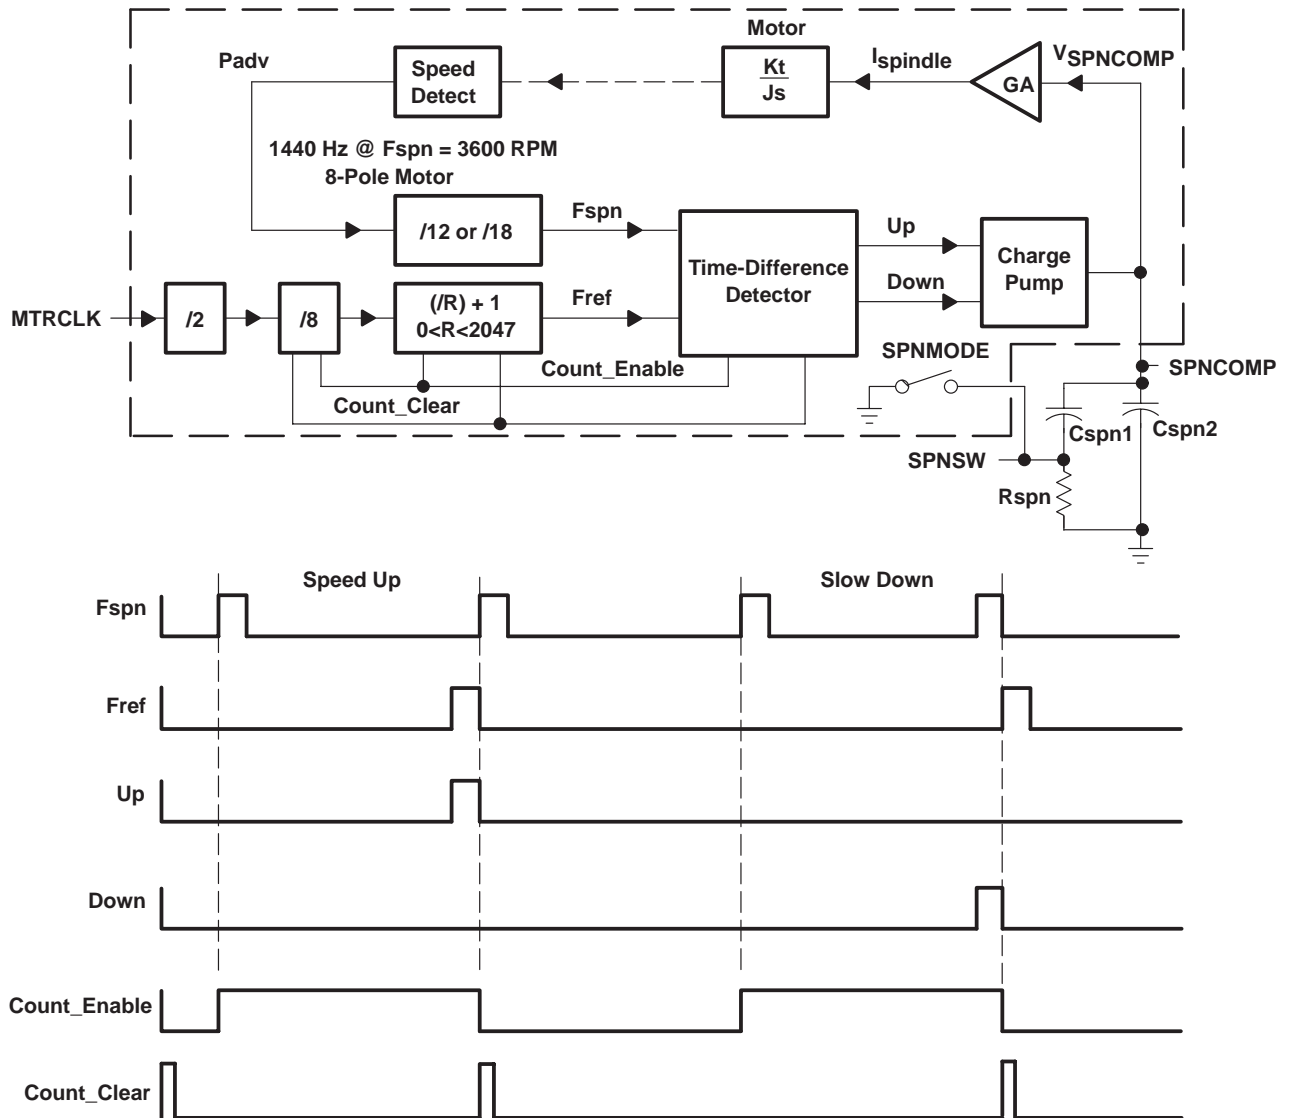 Motor
Padv
Speed
Detect
Kt
Js
Ispindle
GA
VSPNCOMP
1440 Hz @ Fspn = 3600 RPM
8-Pole Motor
/12 or /18
Fspn
Time-Difference
Detector
Up
Down
Charge
Pump
MTRCLK
/2
/8
(/R) + 1
0<R<2047
Fref
Count_Enable
Count_Clear
SPNMODE
SPNCOMP
Cspn1
Cspn2
SPNSW
Rspn
Speed Up
Slow Down
Fspn
Fref
Up
Down
Count_Enable
Count_Clear